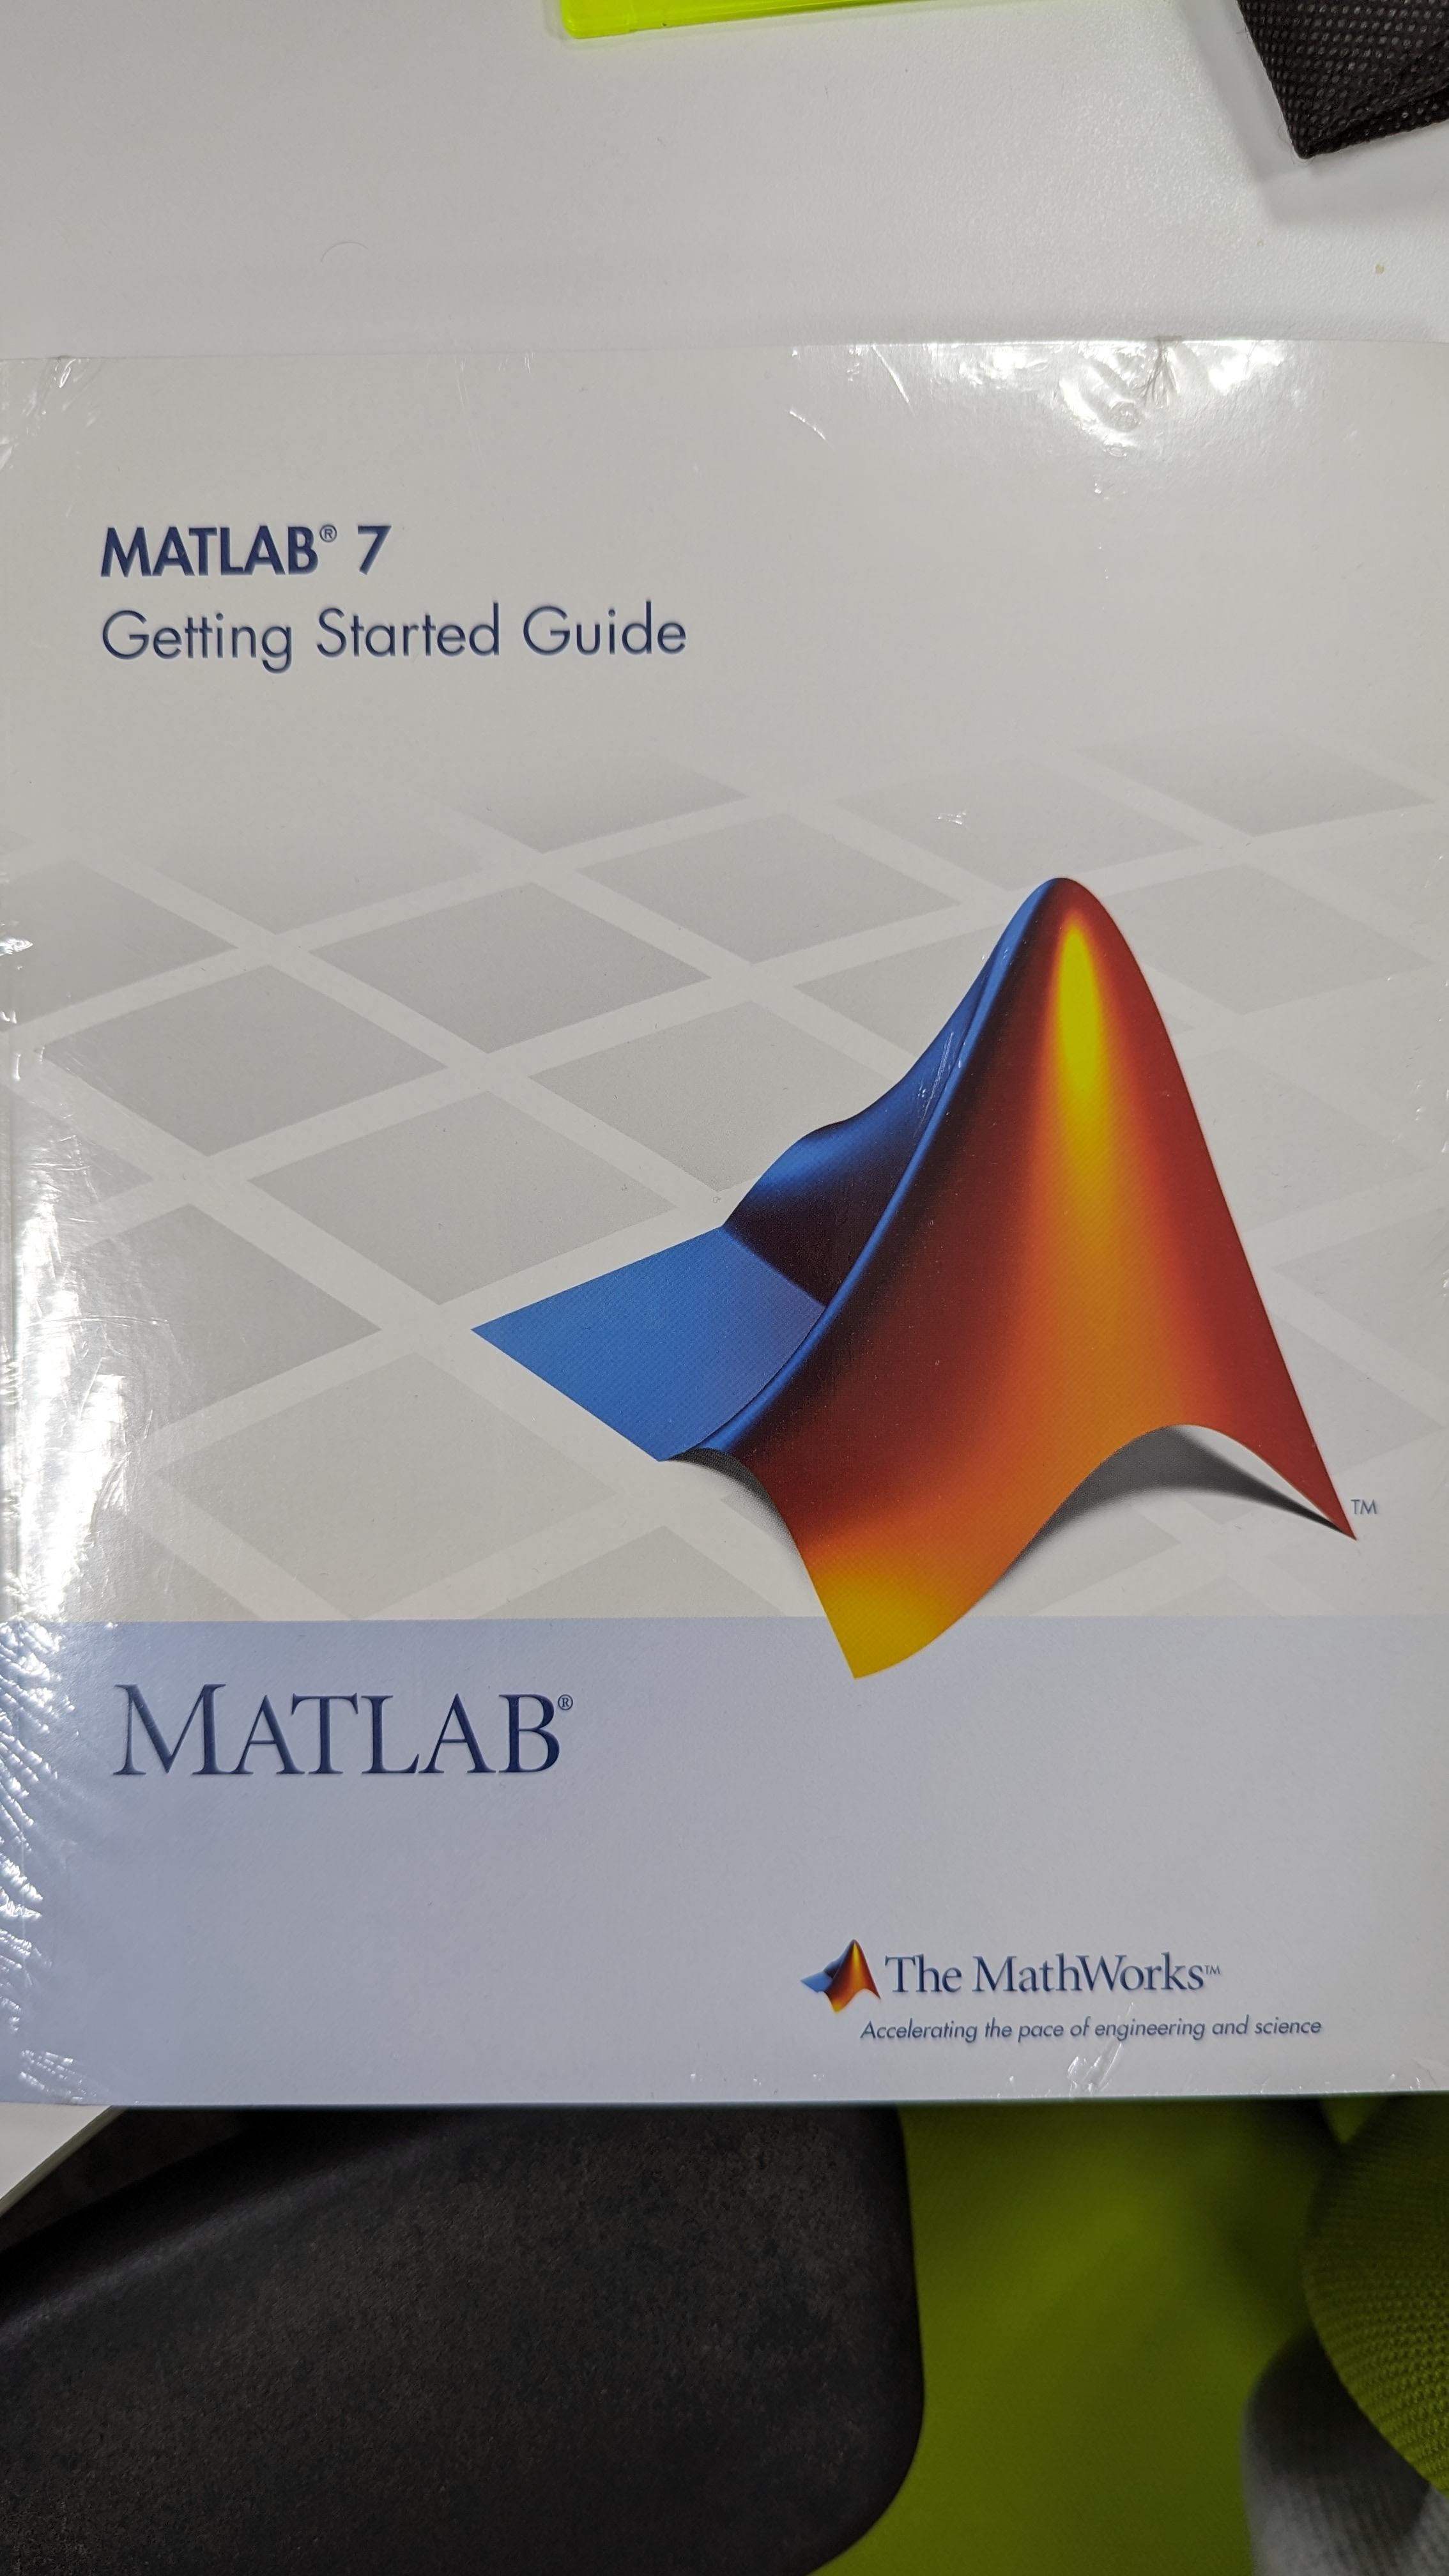 MATLAB® 7
Getting Started Guide
TM
MATLAB®
The MathWorks™
Accelerating the pace of engineering and science